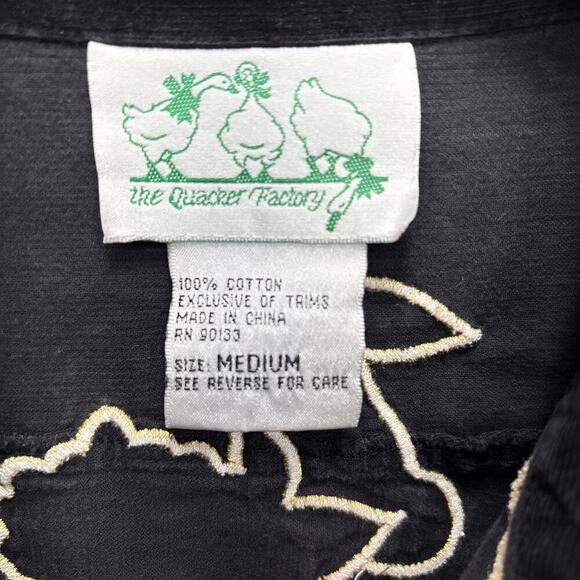 the Quacker Factory
100% COTTON
EXCLUSIVE OF TRIMS
MADE IN CHINA
RN 90133
SIZE: MEDIUM
SEE REVERSE FOR CARE